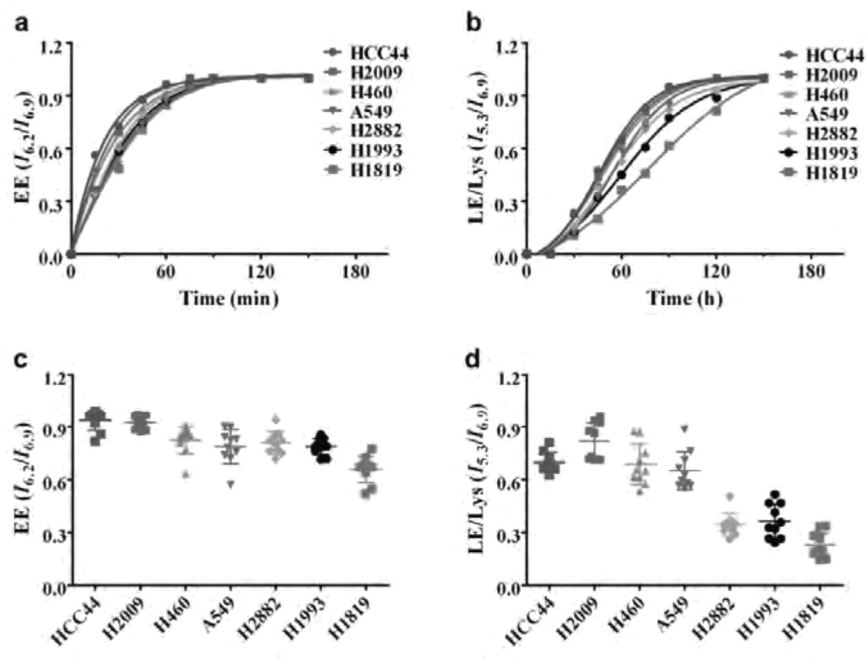 a
1.2
0.9
0.6
0.3
0.0
EE (I6.2/I6.9)
0
60
120
180
Time (min)
HCC44
H2009
H460
A549
H2882
H1993
H1819
b
1.2
0.9
0.6
0.3
0.0
LE/Lys (I5.3/I6.9)
0
60
120
180
Time (h)
HCC44
H2009
H460
A549
H2882
H1993
H1819
c
1.2
0.9
0.6
0.3
0.0
EE (I6.2/I6.9)
HCC44
H2009
H460
A549
H2882
H1993
H1819
d
1.2
0.9
0.6
0.3
0.0
LE/Lys (I5.3/I6.9)
HCC44
H2009
H460
A549
H2882
H1993
H1819